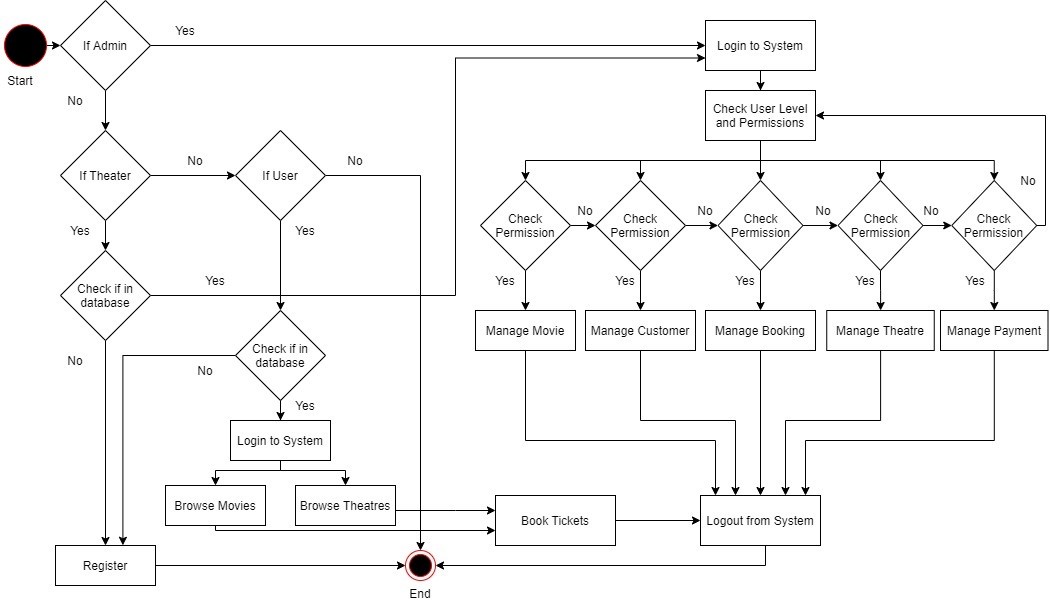 Yes
If Admin
Login to System
Start
No
Check User Level
and Permissions
If Theater
No
If User
No
No
Yes
Yes
Check
Permission
No
Check
Permission
No
Check
Permission
No
Check
Permission
No
Check
Permission
Check if in
database
Yes
Yes
Yes
Yes
Yes
Yes
Manage Movie
Manage Customer
Manage Booking
Manage Theatre
Manage Payment
No
Check if in
database
No
Yes
Login to System
Browse Movies
Browse Theatres
Book Tickets
Logout from System
Register
End